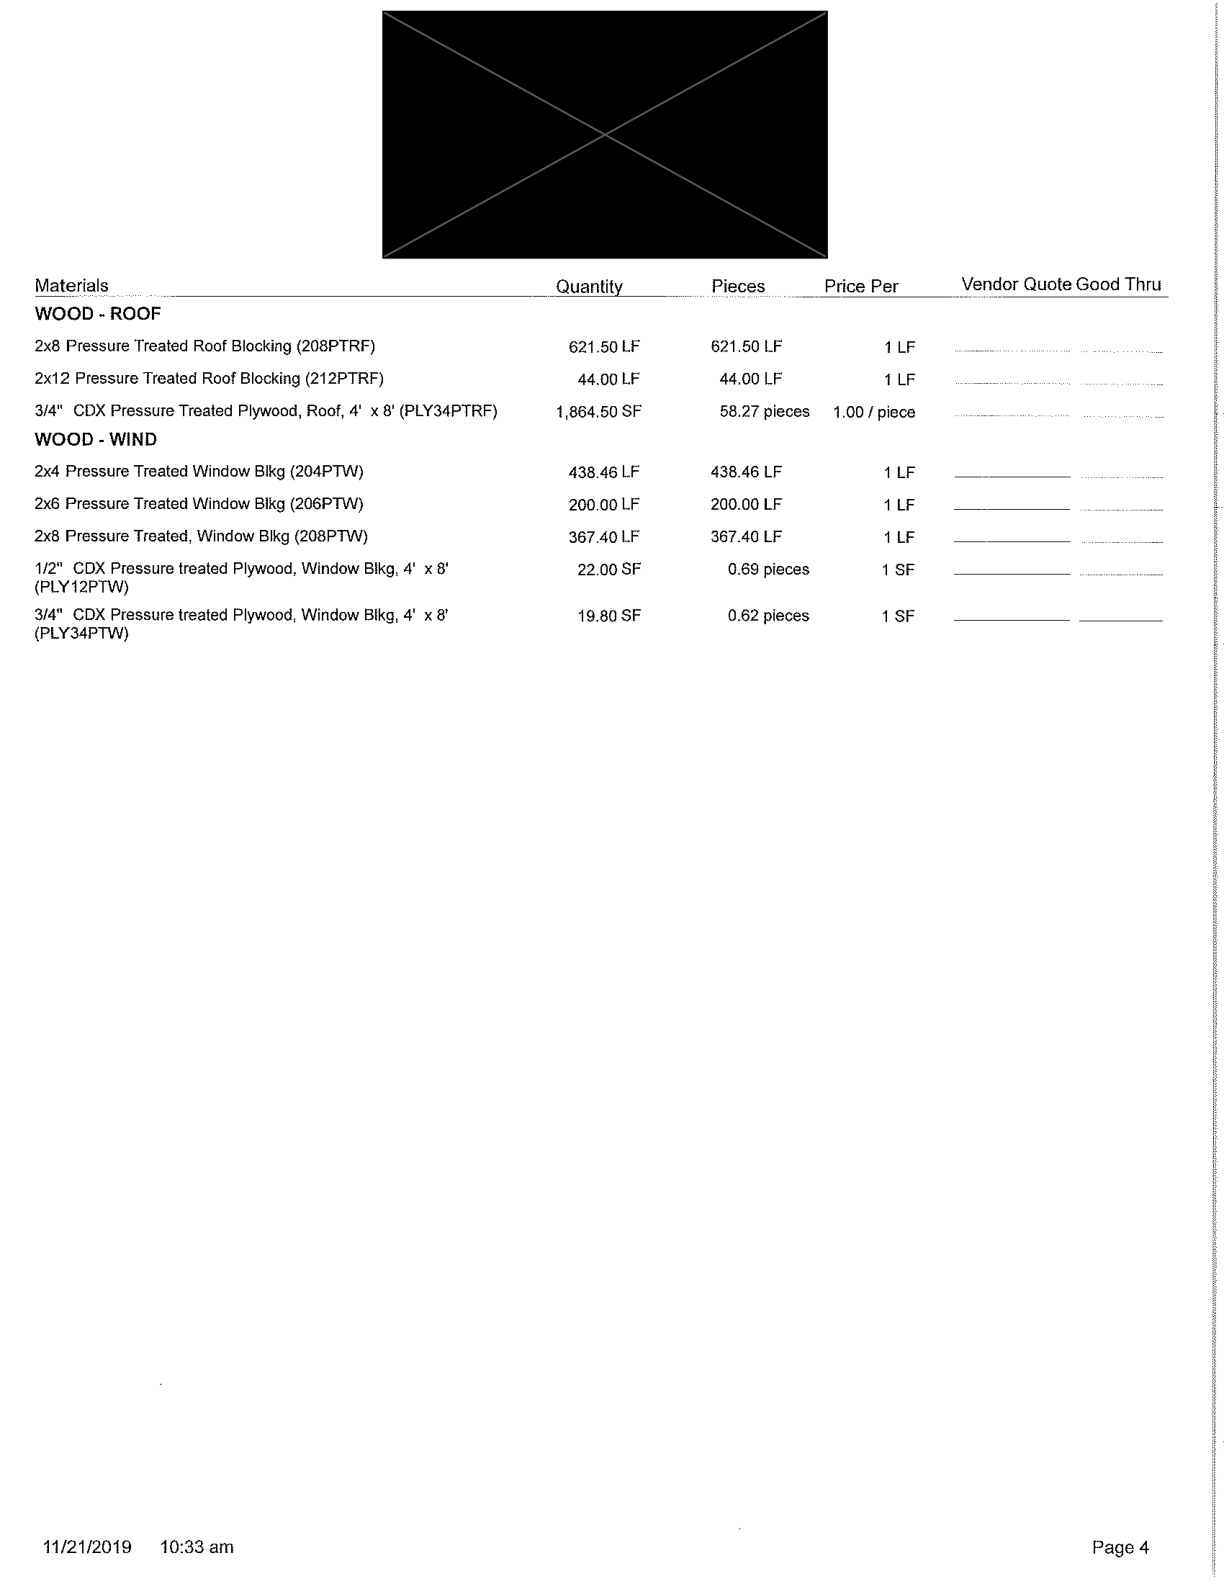 Materials Quantity Pieces Price Per Vendor Quote Good Thru
WOOD - ROOF
2x8 Pressure Treated Roof Blocking (208PTRF) 621.50 LF 621.50 LF 1 LF
2x12 Pressure Treated Roof Blocking (212PTRF) 44.00 LF 44.00 LF 1 LF
3/4" CDX Pressure Treated Plywood, Roof, 4' x 8' (PLY34PTRF) 1,864.50 SF 58.27 pieces 1.00 / piece
WOOD - WIND
2x4 Pressure Treated Window Blkg (204PTW) 438.46 LF 438.46 LF 1 LF
2x6 Pressure Treated Window Blkg (206PTW) 200.00 LF 200.00 LF 1 LF
2x8 Pressure Treated, Window Blkg (208PTW) 367.40 LF 367.40 LF 1 LF
1/2" CDX Pressure treated Plywood, Window Blkg, 4' x 8' 22.00 SF 0.69 pieces 1 SF
(PLY12PTW)
3/4" CDX Pressure treated Plywood, Window Blkg, 4' x 8' 19.80 SF 0.62 pieces 1 SF
(PLY34PTW)
11/21/2019 10:33 am Page 4